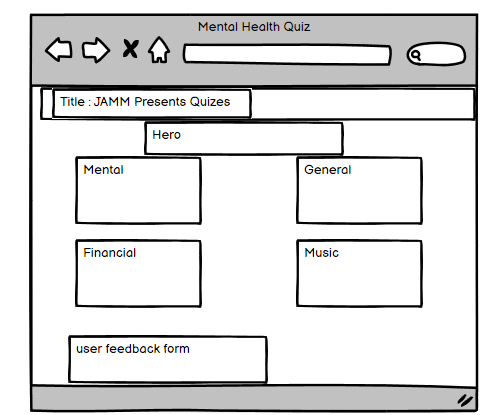 Mental Health Quiz
Title : JAMM Presents Quizes
Hero
Mental
General
Financial
Music
user feedback form